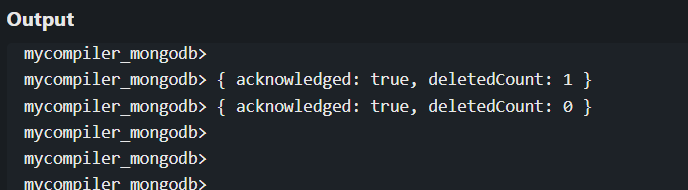 Output
mycompiler_mongodb>
mycompiler_mongodb> { acknowledged: true, deletedCount: 1 }
mycompiler_mongodb> { acknowledged: true, deletedCount: 0 }
mycompiler_mongodb>
mycompiler_mongodb>
mycompiler_mongodb>